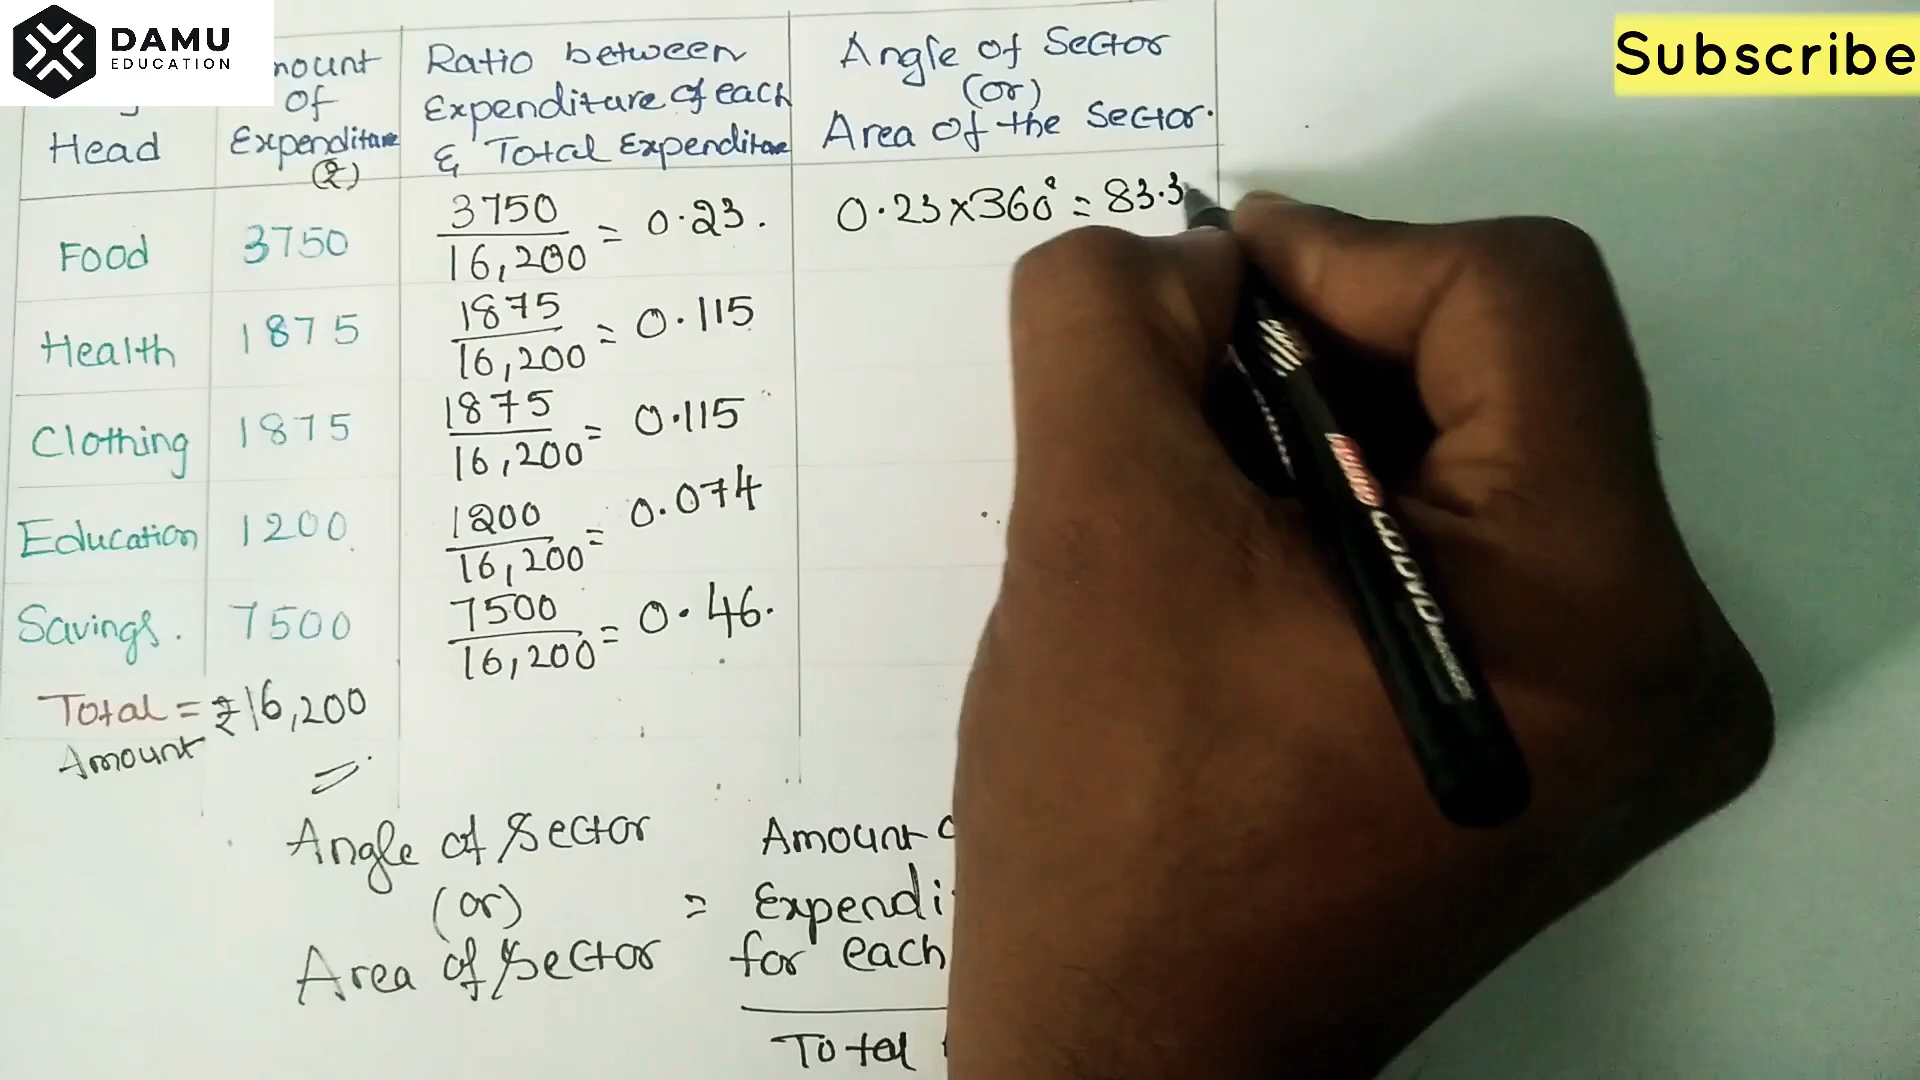 DAMU
EDUCATION
Subscribe
Head
Of
Expenditure
(₹)
Ratio between
Expenditure of each
& Total Expenditure
Angle of Sector
(or)
Area of the Sector.
Food 3750 3750/16,200 = 0.23. 0.23×360° = 83.3
Health 1875 1875/16,200 = 0.115
Clothing 1875 1875/16,200 = 0.115
Education 1200 1200/16,200 = 0.074
Savings. 7500 7500/16,200 = 0.46.
Total = ₹16,200
Amount
Angle of Sector
(or)
Area of Sector
=
Amount
for each
Total